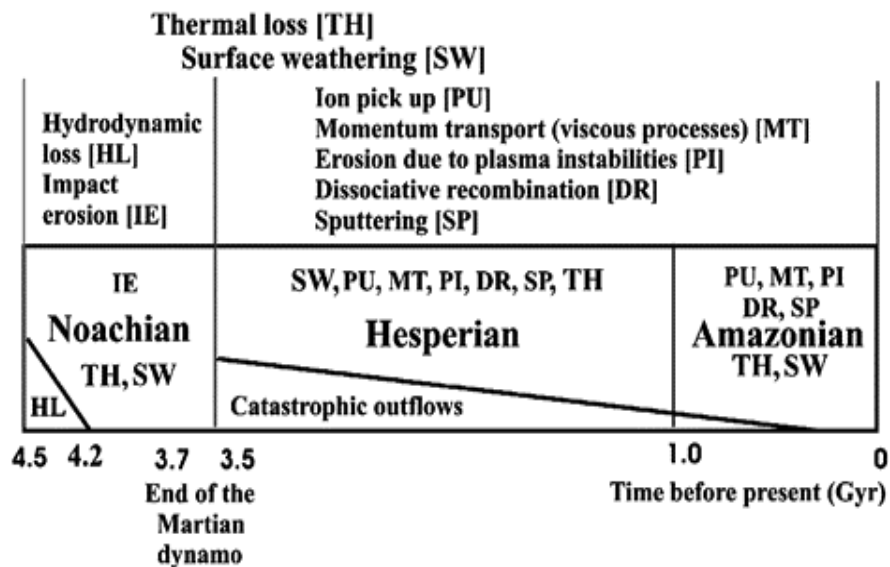 Thermal loss [TH]
Surface weathering [SW]
Hydrodynamic
loss [HL]
Impact
erosion [IE]
Ion pick up [PU]
Momentum transport (viscous processes) [MT]
Erosion due to plasma instabilities [PI]
Dissociative recombination [DR]
Sputtering [SP]
IE
Noachian
TH, SW
HL
SW, PU, MT, PI, DR, SP, TH
Hesperian
Catastrophic outflows
PU, MT, PI
DR, SP
Amazonian
TH, SW
4.5 4.2 3.7 3.5 1.0 0
End of the
Martian
dynamo
Time before present (Gyr)